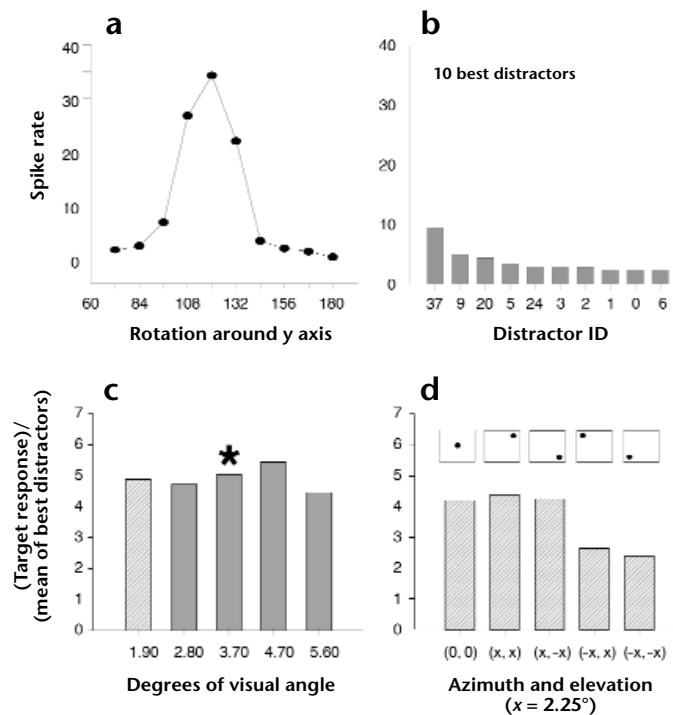 a
40
30
20
10
0
Spike rate
60 84 108 132 156 180
Rotation around y axis
b
10 best distractors
40
30
20
10
0
37 9 20 5 24 3 2 1 0 6
Distractor ID
c
7
6
5
4
3
2
1
0
(Target response)/
(mean of best distractors)
*
1.90 2.80 3.70 4.70 5.60
Degrees of visual angle
d
7
6
5
4
3
2
1
0
(0, 0) (x, x) (x, -x) (-x, x) (-x, -x)
Azimuth and elevation
(x = 2.25°)